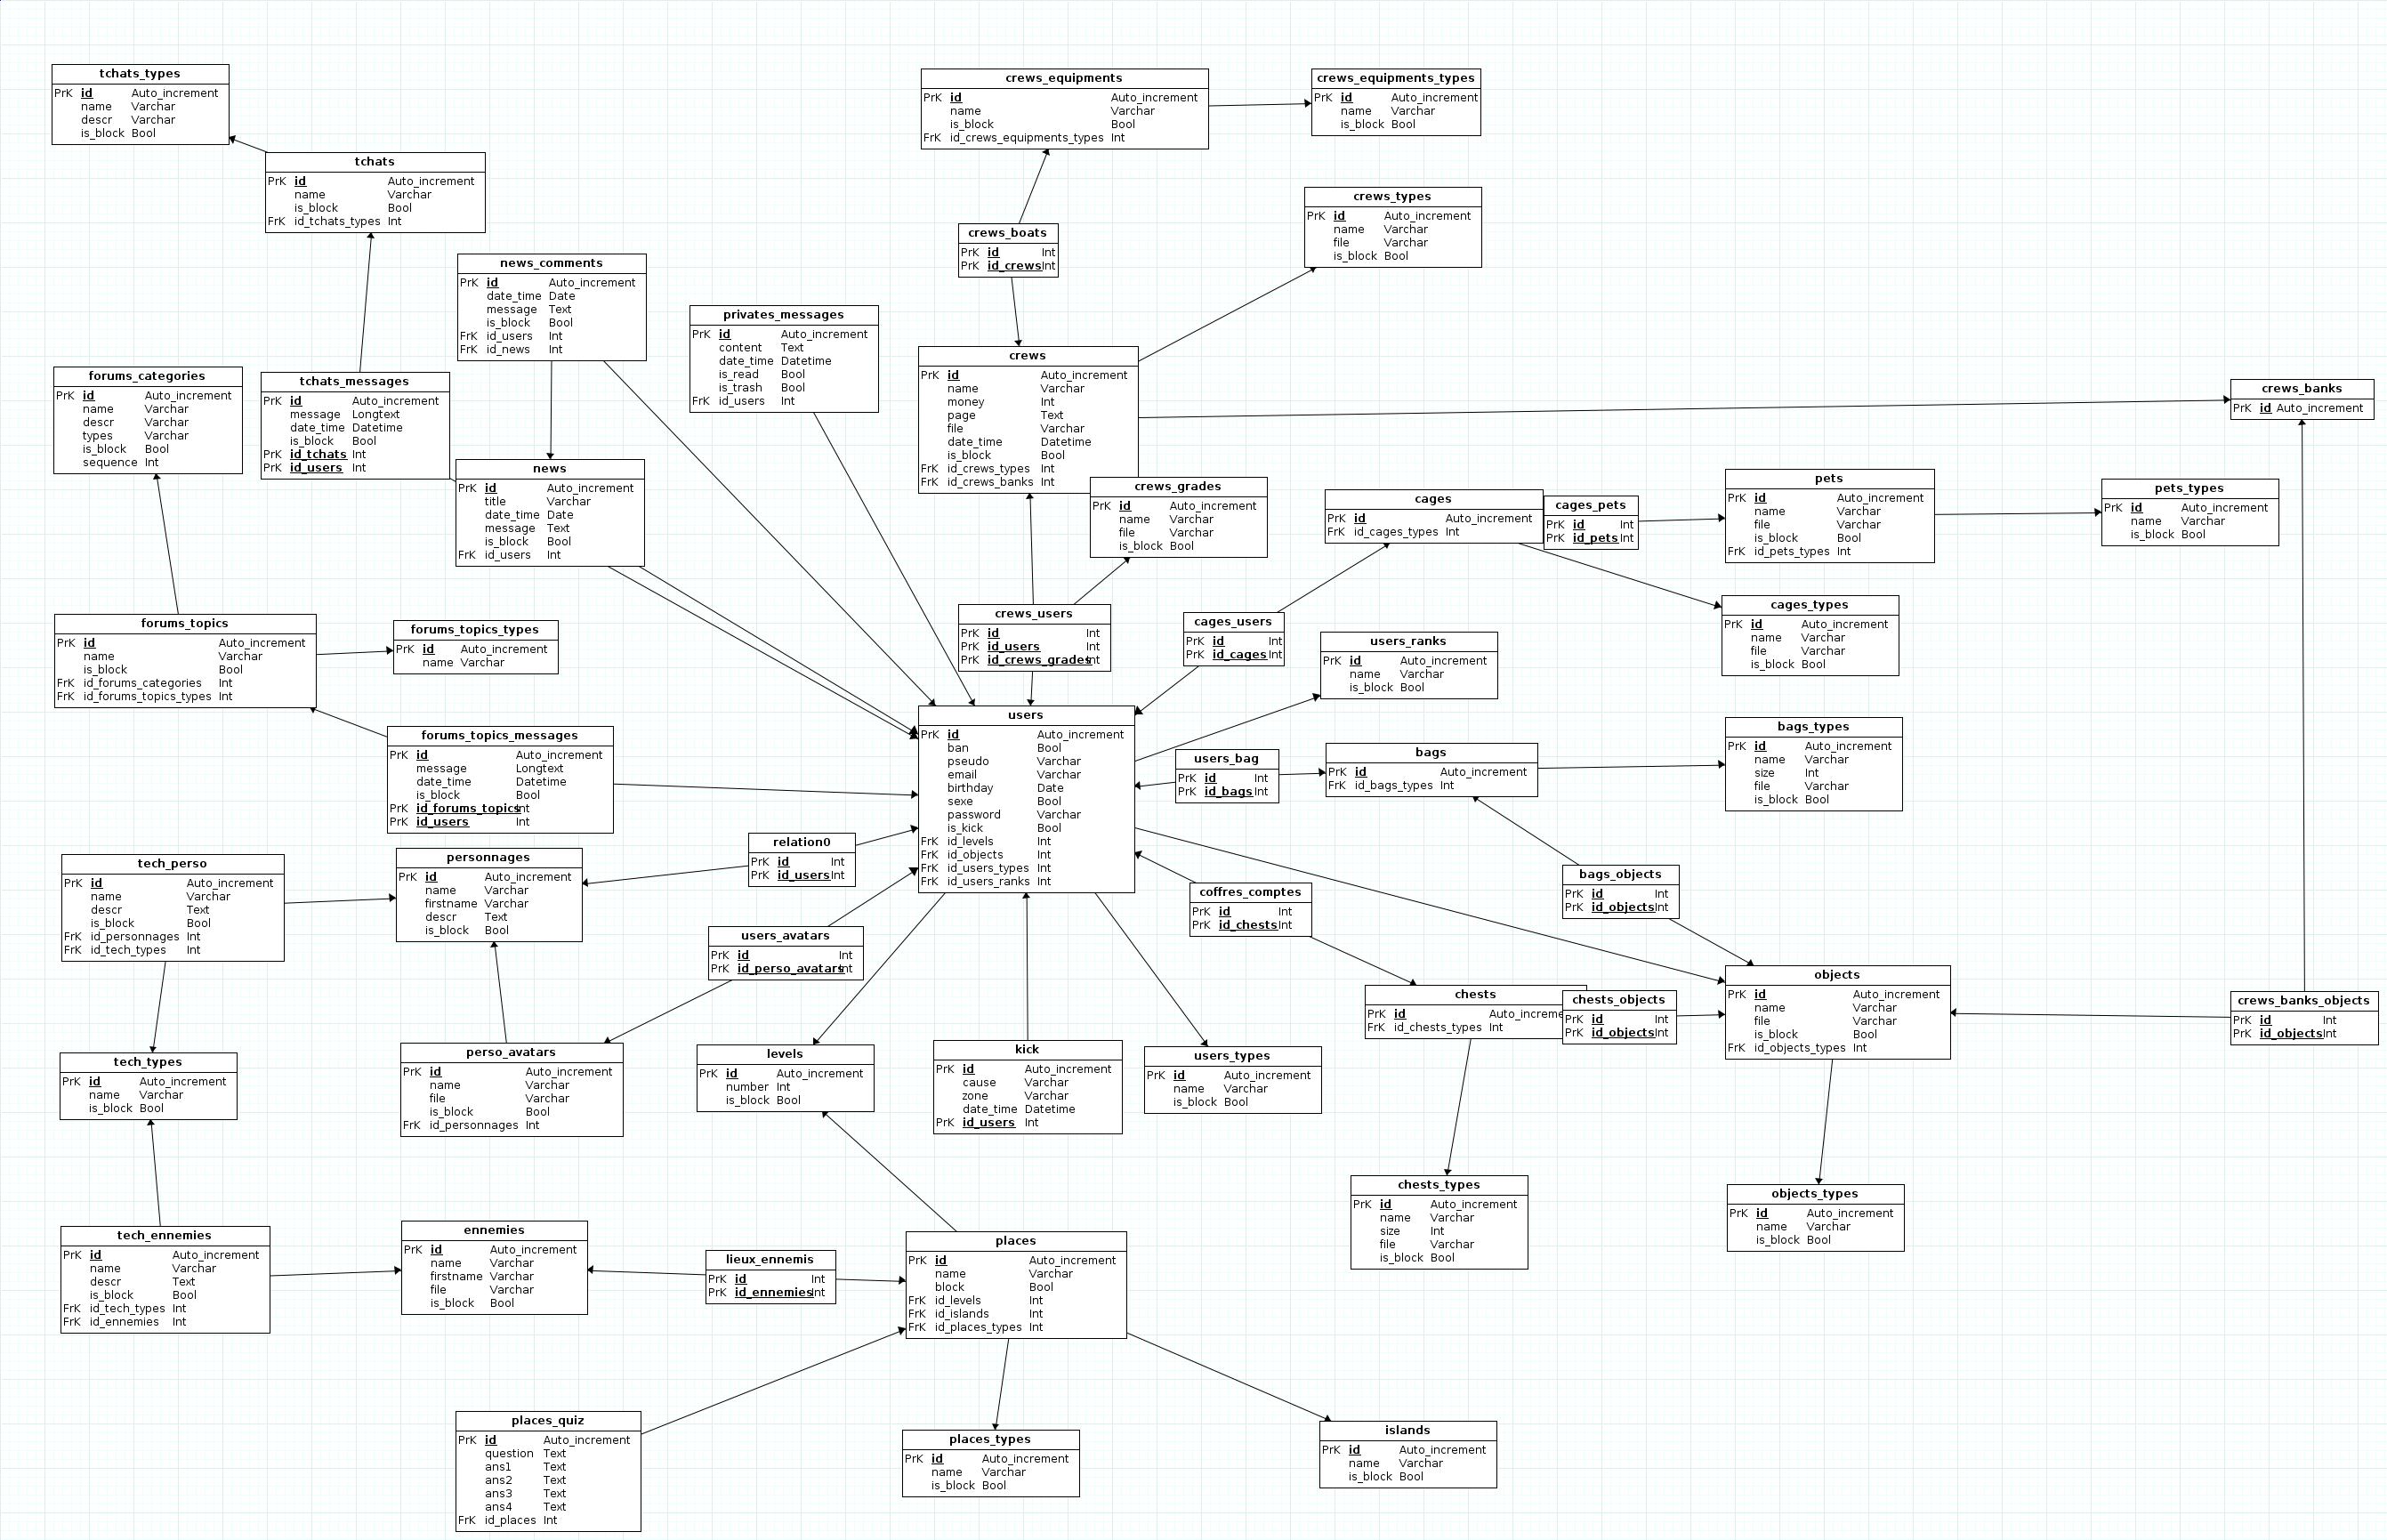 tchats_types
PrK id Auto_increment
name Varchar
descr Varchar
is_block Bool
crews_equipments
PrK id Auto_increment
name Varchar
is_block Bool
FrK id_crews_equipments_types Int
crews_equipments_types
PrK id Auto_increment
name Varchar
is_block Bool
tchats
PrK id Auto_increment
name Varchar
is_block Bool
FrK id_tchats_types Int
crews_types
PrK id Auto_increment
name Varchar
file Varchar
is_block Bool
crews_boats
PrK id Int
PrK id_crews Int
news_comments
PrK id Auto_increment
date_time Date
message Text
is_block Bool
FrK id_users Int
FrK id_news Int
privates_messages
PrK id Auto_increment
content Text
date_time Datetime
is_read Bool
is_trash Bool
FrK id_users Int
crews
PrK id Auto_increment
name Varchar
money Int
page Text
file Varchar
date_time Datetime
is_block Bool
FrK id_crews_types Int
FrK id_crews_banks Int
forums_categories
PrK id Auto_increment
name Varchar
descr Varchar
types Varchar
is_block Bool
sequence Int
tchats_messages
PrK id Auto_increment
message Longtext
date_time Datetime
is_block Bool
PrK id_tchats Int
PrK id_users Int
crews_banks
PrK id Auto_increment
news
PrK id Auto_increment
title Varchar
date_time Date
message Text
is_block Bool
FrK id_users Int
crews_grades
PrK id Auto_increment
name Varchar
file Varchar
is_block Bool
cages
PrK id Auto_increment
FrK id_cages_types Int
cages_pets
PrK id Int
PrK id_pets Int
pets
PrK id Auto_increment
name Varchar
file Varchar
is_block Bool
FrK id_pets_types Int
pets_types
PrK id Auto_increment
name Varchar
is_block Bool
cages_types
PrK id Auto_increment
name Varchar
file Varchar
is_block Bool
forums_topics
PrK id Auto_increment
name Varchar
is_block Bool
FrK id_forums_categories Int
FrK id_forums_topics_types Int
forums_topics_types
PrK id Auto_increment
name Varchar
crews_users
PrK id Int
PrK id_users Int
PrK id_crews_grades Int
cages_users
PrK id Int
PrK id_cages Int
users_ranks
PrK id Auto_increment
name Varchar
is_block Bool
users
PrK id Auto_increment
ban Bool
pseudo Varchar
email Varchar
birthday Date
sexe Bool
password Varchar
is_kick Bool
FrK id_levels Int
FrK id_objects Int
FrK id_users_types Int
FrK id_users_ranks Int
forums_topics_messages
PrK id Auto_increment
message Longtext
date_time Datetime
is_block Bool
PrK id_forums_topics Int
PrK id_users Int
users_bag
PrK id Int
PrK id_bags Int
bags
PrK id Auto_increment
FrK id_bags_types Int
bags_types
PrK id Auto_increment
name Varchar
size Int
file Varchar
is_block Bool
relation0
PrK id Int
PrK id_users Int
tech_perso
PrK id Auto_increment
name Varchar
descr Text
is_block Bool
FrK id_personnages Int
FrK id_tech_types Int
personnages
PrK id Auto_increment
name Varchar
firstname Varchar
descr Text
is_block Bool
users_avatars
PrK id Int
PrK id_perso_avatars Int
coffres_comptes
PrK id Int
PrK id_chests Int
bags_objects
PrK id Int
PrK id_objects Int
objects
PrK id Auto_increment
name Varchar
file Varchar
is_block Bool
FrK id_objects_types Int
chests
PrK id Auto_increme
FrK id_chests_types Int
chests_objects
PrK id Int
PrK id_objects Int
crews_banks_objects
PrK id Int
PrK id_objects Int
tech_types
PrK id Auto_increment
name Varchar
is_block Bool
perso_avatars
PrK id Auto_increment
name Varchar
file Varchar
is_block Bool
FrK id_personnages Int
levels
PrK id Auto_increment
number Int
is_block Bool
kick
PrK id Auto_increment
cause Varchar
zone Varchar
date_time Datetime
PrK id_users Int
users_types
PrK id Auto_increment
name Varchar
is_block Bool
chests_types
PrK id Auto_increment
name Varchar
size Int
file Varchar
is_block Bool
objects_types
PrK id Auto_increment
name Varchar
is_block Bool
tech_ennemies
PrK id Auto_increment
name Varchar
descr Text
is_block Bool
FrK id_tech_types Int
FrK id_ennemies Int
ennemies
PrK id Auto_increment
name Varchar
firstname Varchar
file Varchar
is_block Bool
lieux_ennemis
PrK id Int
PrK id_ennemies Int
places
PrK id Auto_increment
name Varchar
block Bool
FrK id_levels Int
FrK id_islands Int
FrK id_places_types Int
places_quiz
PrK id Auto_increment
question Text
ans1 Text
ans2 Text
ans3 Text
ans4 Text
FrK id_places Int
places_types
PrK id Auto_increment
name Varchar
is_block Bool
islands
PrK id Auto_increment
name Varchar
is_block Bool